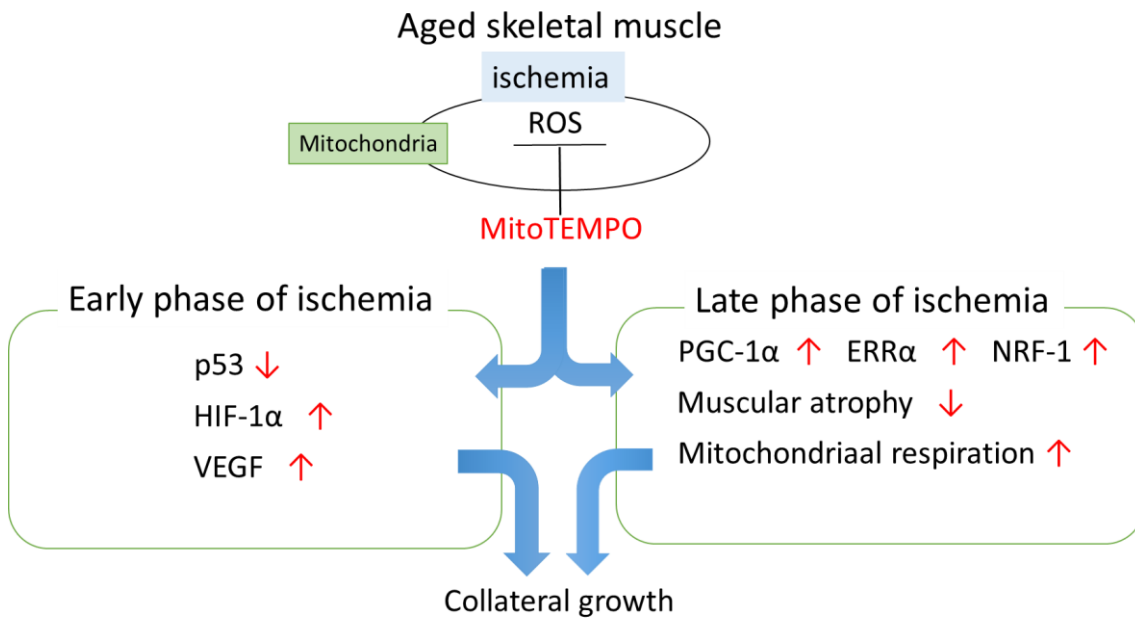 Aged skeletal muscle
ischemia
ROS
Mitochondria
MitoTEMPO
Early phase of ischemia
p53 ↓
HIF-1α ↑
VEGF ↑
Late phase of ischemia
PGC-1α ↑ ERRα ↑ NRF-1 ↑
Muscular atrophy ↓
Mitochondriaal respiration ↑
Collateral growth